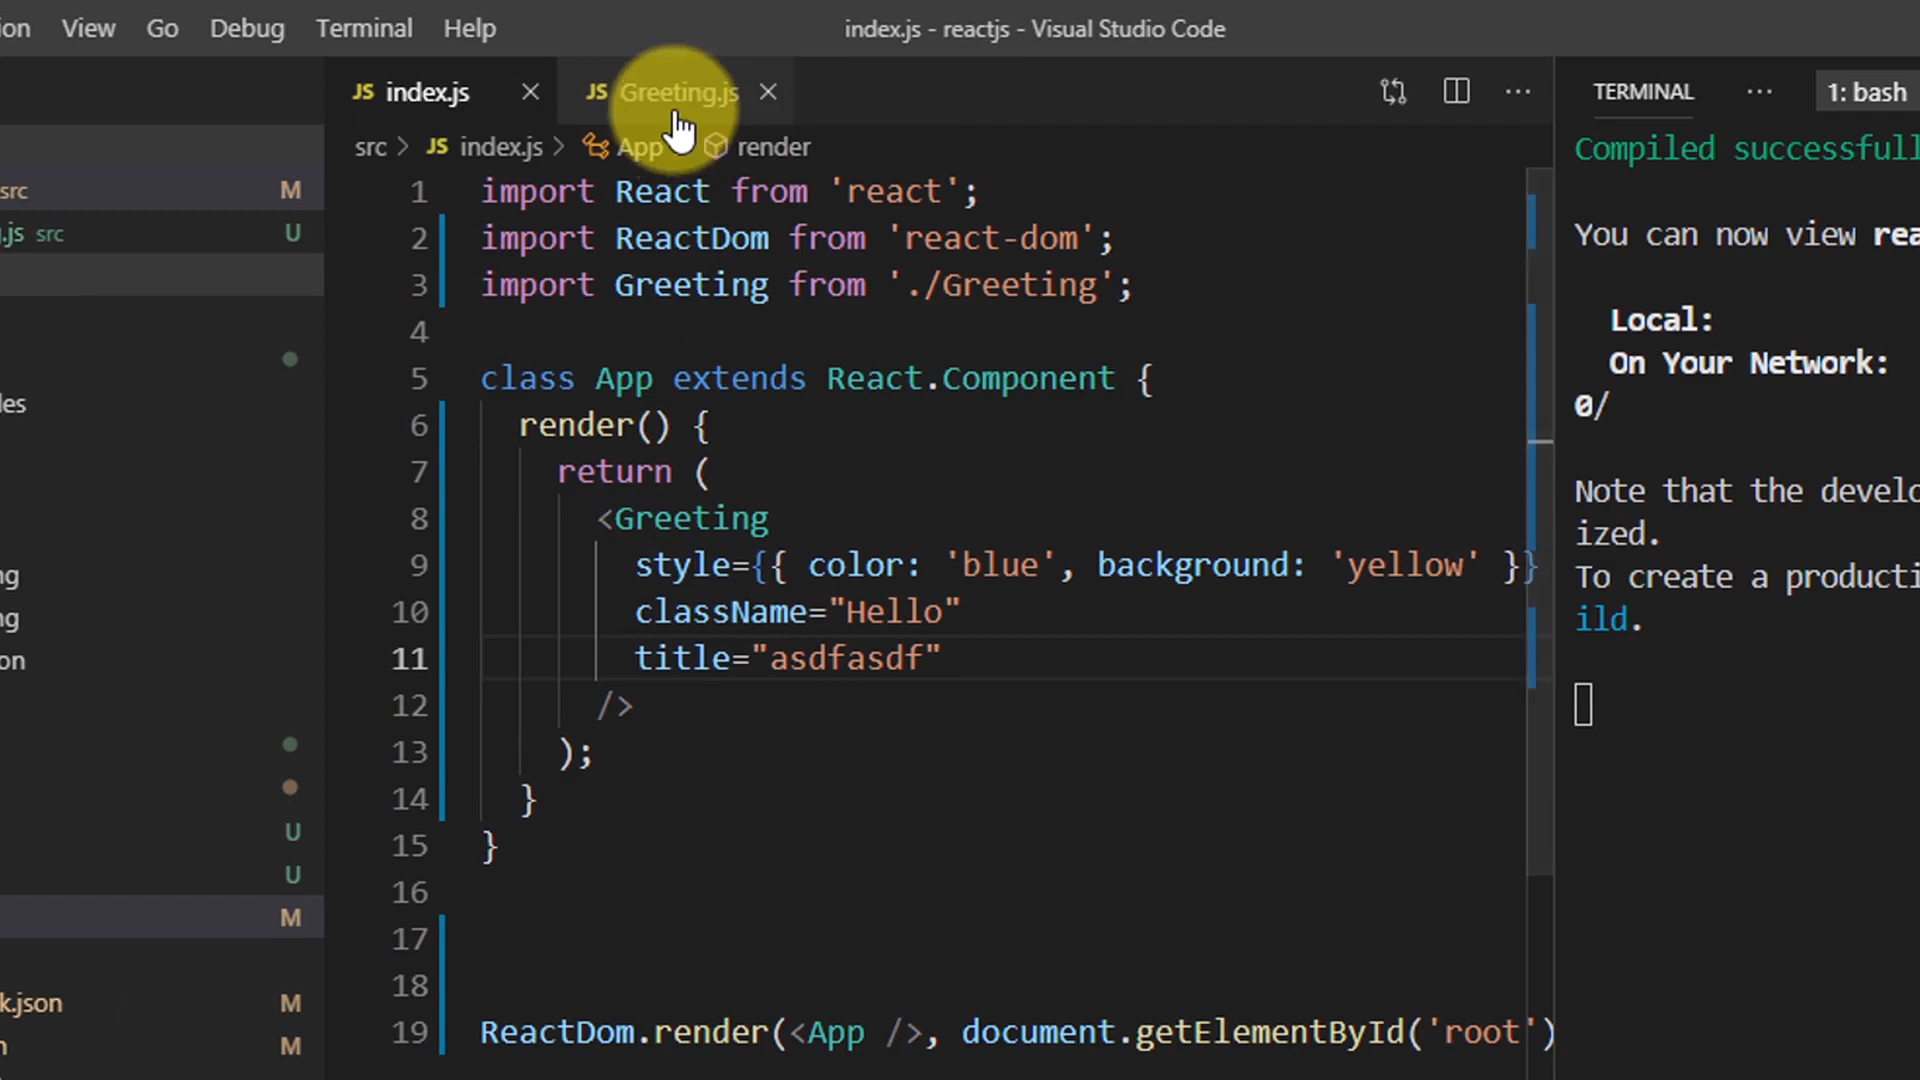 ion View Go Debug Terminal Help index.js - reactjs - Visual Studio Code
JS index.js JS Greeting.js TERMINAL 1: bash
src > JS index.js > App render
1 import React from 'react';
2 import ReactDom from 'react-dom';
3 import Greeting from './Greeting';
4
5 class App extends React.Component {
6 render() {
7 return (
8 <Greeting
9 style={{ color: 'blue', background: 'yellow' }}
10 className="Hello"
11 title="asdfasdf"
12 />
13 );
14 }
15 }
16
17
18
19 ReactDom.render(<App />, document.getElementById('root')
src M
.js src U
les
ng
ng
on
U
U
M
k.json M
n M
Compiled successfull
You can now view rea
Local:
On Your Network:
0/
Note that the develo
ized.
To create a producti
ild.